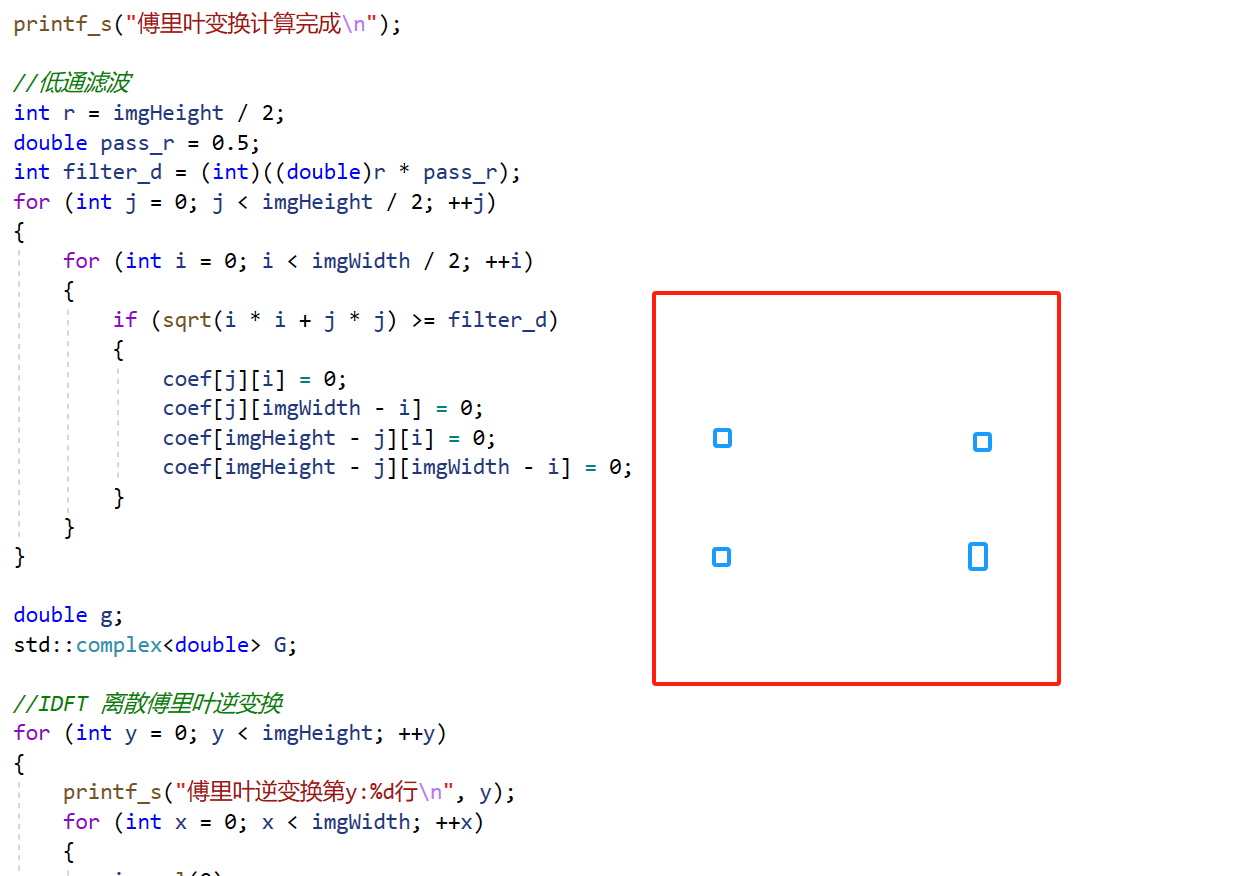 printf_s("傅里叶变换计算完成\n");
//低通滤波
int r = imgHeight / 2;
double pass_r = 0.5;
int filter_d = (int)((double)r * pass_r);
for (int j = 0; j < imgHeight / 2; ++j)
{
for (int i = 0; i < imgWidth / 2; ++i)
{
if (sqrt(i * i + j * j) >= filter_d)
{
coef[j][i] = 0;
coef[j][imgWidth - i] = 0;
coef[imgHeight - j][i] = 0;
coef[imgHeight - j][imgWidth - i] = 0;
}
}
}
double g;
std::complex<double> G;
//IDFT 离散傅里叶逆变换
for (int y = 0; y < imgHeight; ++y)
{
printf_s("傅里叶逆变换第y:%d行\n", y);
for (int x = 0; x < imgWidth; ++x)
{